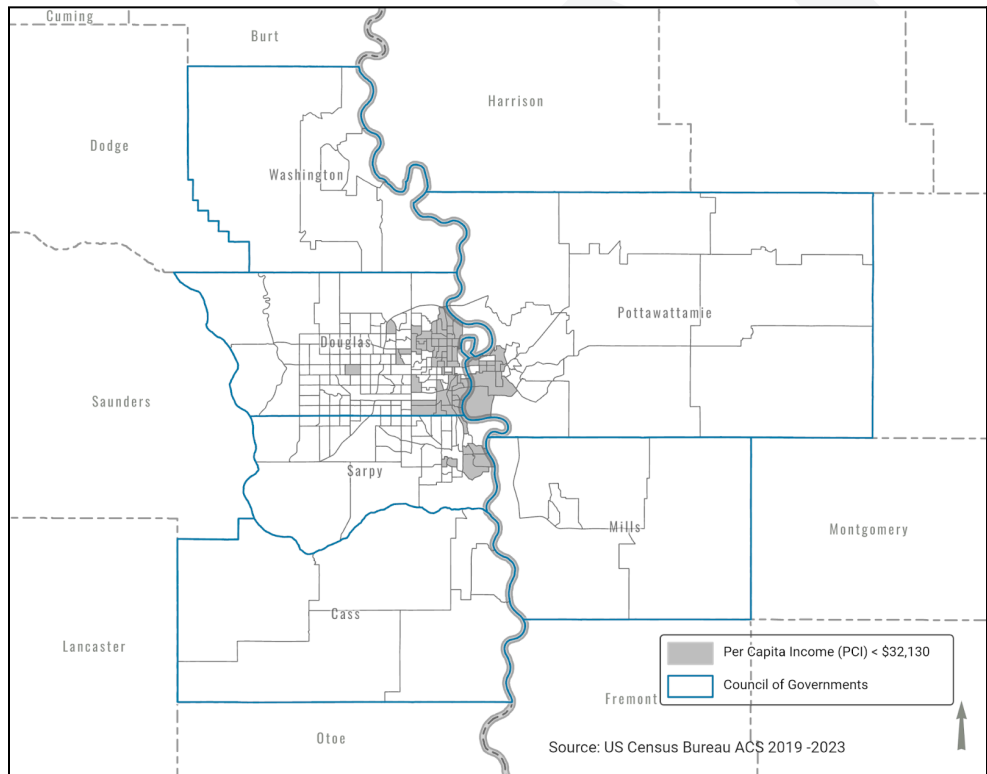 Cuming
Burt
Harrison
Dodge
Washington
Pottawattamie
Douglas
Saunders
Sarpy
Mills
Montgomery
Cass
Lancaster
Per Capita Income (PCI) < $32,130
Council of Governments
Fremont
Otoe
Source: US Census Bureau ACS 2019 -2023